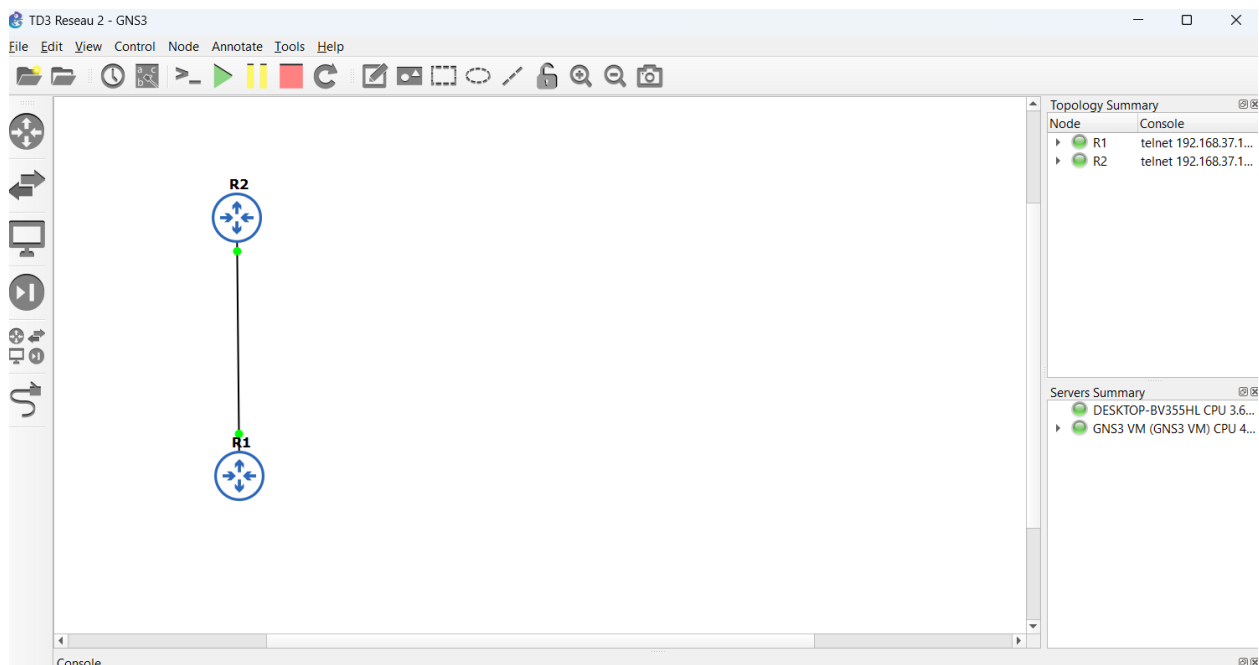 TD3 Reseau 2 - GNS3
File Edit View Control Node Annotate Tools Help
Topology Summary
Node Console
R1 telnet 192.168.37.1...
R2 telnet 192.168.37.1...
R2
R1
Servers Summary
DESKTOP-BV355HL CPU 3.6...
GNS3 VM (GNS3 VM) CPU 4...
Console